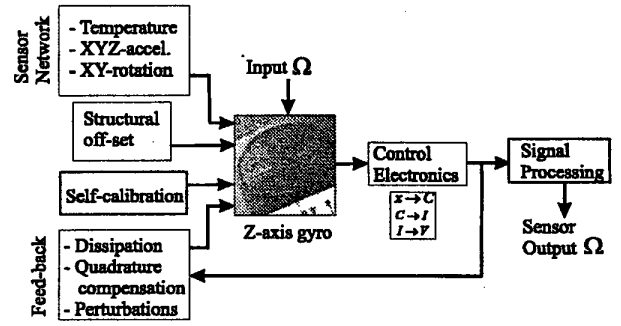 Sensor
Network
- Temperature
- XYZ-accel.
- XY-rotation
Input Ω
Structural
off-set
Self-calibration
Z-axis gyro
Control
Electronics
x → C
C → I
I → V
Signal
Processing
Sensor
Output Ω
Feed-back
- Dissipation
- Quadrature
compensation
- Perturbations